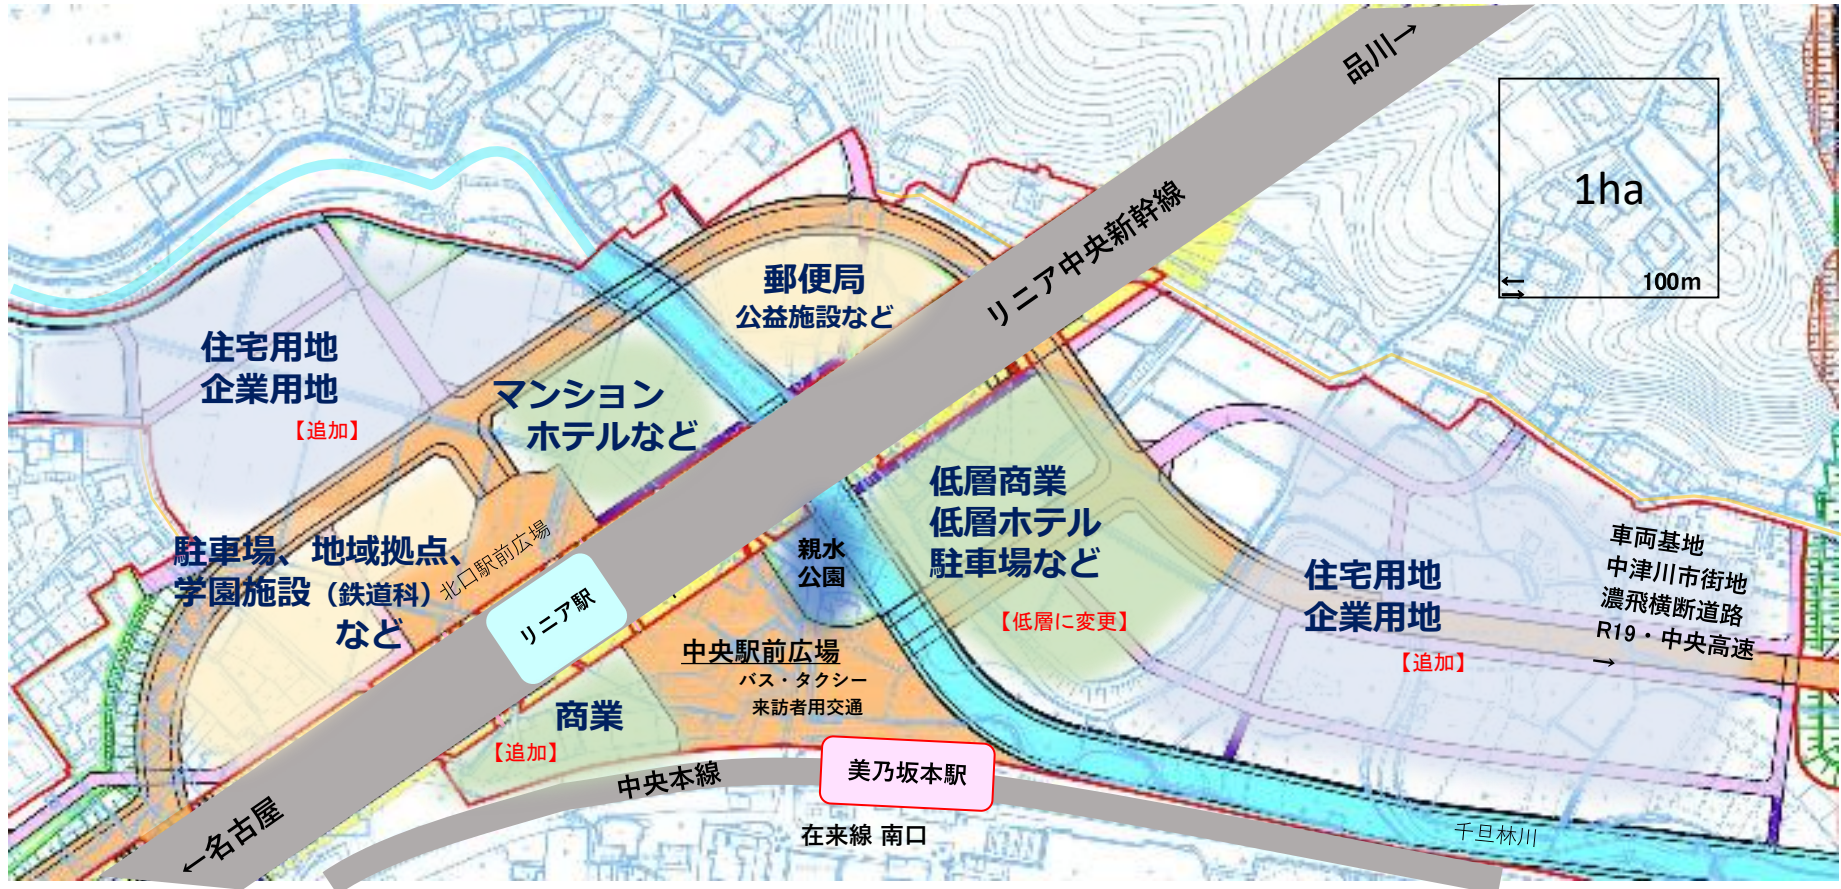 品川→
1ha
100m
リニア中央新幹線
郵便局
公益施設など
住宅用地
企業用地
【追加】
マンション
ホテルなど
低層商業
低層ホテル
駐車場など
【低層に変更】
駐車場、地域拠点、
学園施設（鉄道科）
など
北口駅前広場
リニア駅
親水
公園
住宅用地
企業用地
【追加】
車両基地
中津川市街地
濃飛横断道路
R19・中央高速
→
中央駅前広場
バス・タクシー
来訪者用交通
商業
【追加】
中央本線
美乃坂本駅
在来線 南口
千旦林川
←名古屋